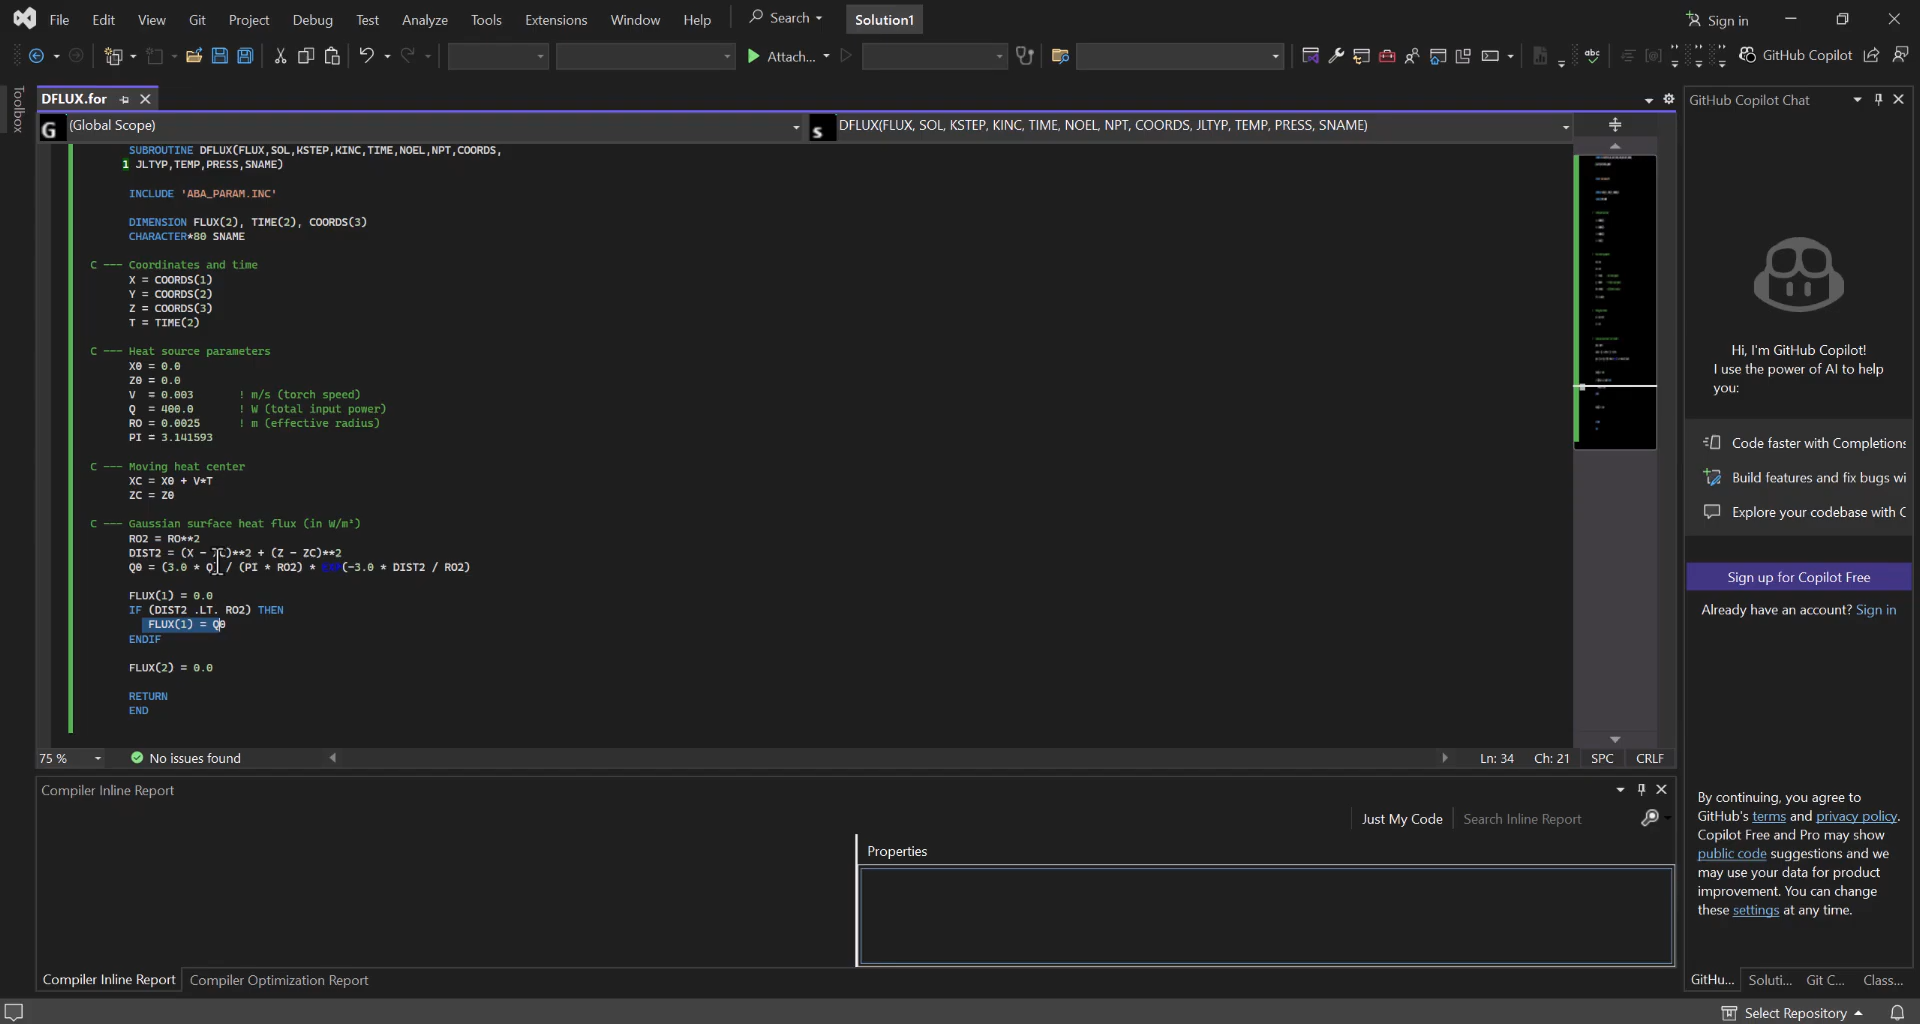 File Edit View Git Project Debug Test Analyze Tools Extensions Window Help Search Solution1 Sign in
Attach... GitHub Copilot
Toolbox
DFLUX.for
GitHub Copilot Chat
(Global Scope)
DFLUX(FLUX, SOL, KSTEP, KINC, TIME, NOEL, NPT, COORDS, JLTYP, TEMP, PRESS, SNAME)
SUBROUTINE DFLUX(FLUX,SOL,KSTEP,KINC,TIME,NOEL,NPT,COORDS,
1 JLTYP,TEMP,PRESS,SNAME)
INCLUDE 'ABA_PARAM.INC'
DIMENSION FLUX(2), TIME(2), COORDS(3)
CHARACTER*80 SNAME
C --- Coordinates and time
X = COORDS(1)
Y = COORDS(2)
Z = COORDS(3)
T = TIME(2)
C --- Heat source parameters
X0 = 0.0
Z0 = 0.0
V = 0.003 ! m/s (torch speed)
Q = 400.0 ! W (total input power)
RO = 0.0025 ! m (effective radius)
PI = 3.141593
C --- Moving heat center
XC = X0 + V*T
ZC = Z0
C --- Gaussian surface heat flux (in W/m²)
RO2 = RO**2
DIST2 = (X - XC)**2 + (Z - ZC)**2
Q0 = (3.0 * Q) / (PI * RO2) * EXP(-3.0 * DIST2 / RO2)
FLUX(1) = 0.0
IF (DIST2 .LT. RO2) THEN
FLUX(1) = Q0
ENDIF
FLUX(2) = 0.0
RETURN
END
75 % No issues found Ln: 34 Ch: 21 SPC CRLF
Compiler Inline Report
Just My Code Search Inline Report
Properties
Compiler Inline Report Compiler Optimization Report
Hi, I'm GitHub Copilot!
I use the power of AI to help
you:
Code faster with Completions
Build features and fix bugs wi
Explore your codebase with C
Sign up for Copilot Free
Already have an account? Sign in
By continuing, you agree to
GitHub's terms and privacy policy.
Copilot Free and Pro may show
public code suggestions and we
may use your data for product
improvement. You can change
these settings at any time.
GitHu... Soluti... Git C... Class...
Select Repository